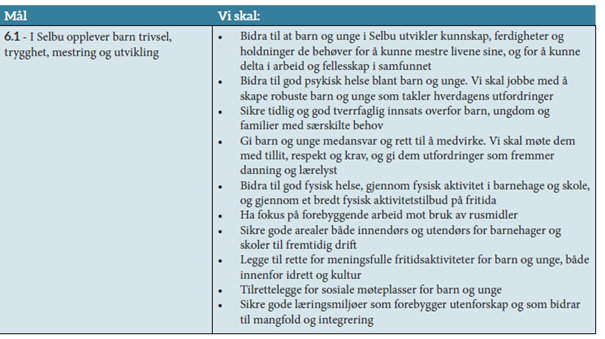 Mål
Vi skal:
6.1 - I Selbu opplever barn trivsel,
trygghet, mestring og utvikling
• Bidra til at barn og unge i Selbu utvikler kunnskap, ferdigheter og
holdninger de behøver for å kunne mestre livene sine, og for å kunne
delta i arbeid og fellesskap i samfunnet
• Bidra til god psykisk helse blant barn og unge. Vi skal jobbe med å
skape robuste barn og unge som takler hverdagens utfordringer
• Sikre tidlig og god tverrfaglig innsats overfor barn, ungdom og
familier med særskilte behov
• Gi barn og unge medansvar og rett til å medvirke. Vi skal møte dem
med tillit, respekt og krav, og gi dem utfordringer som fremmer
danning og lærelyst
• Bidra til god fysisk helse, gjennom fysisk aktivitet i barnehage og skole,
og gjennom et bredt fysisk aktivitetstilbud på fritida
• Ha fokus på forebyggende arbeid mot bruk av rusmidler
• Sikre gode arealer både innendørs og utendørs for barnehager og
skoler til fremtidig drift
• Legge til rette for meningsfulle fritidsaktiviteter for barn og unge, både
innenfor idrett og kultur
• Tilrettelegge for sosiale møteplasser for barn og unge
• Sikre gode læringsmiljøer som forebygger utenforskap og som bidrar
til mangfold og integrering